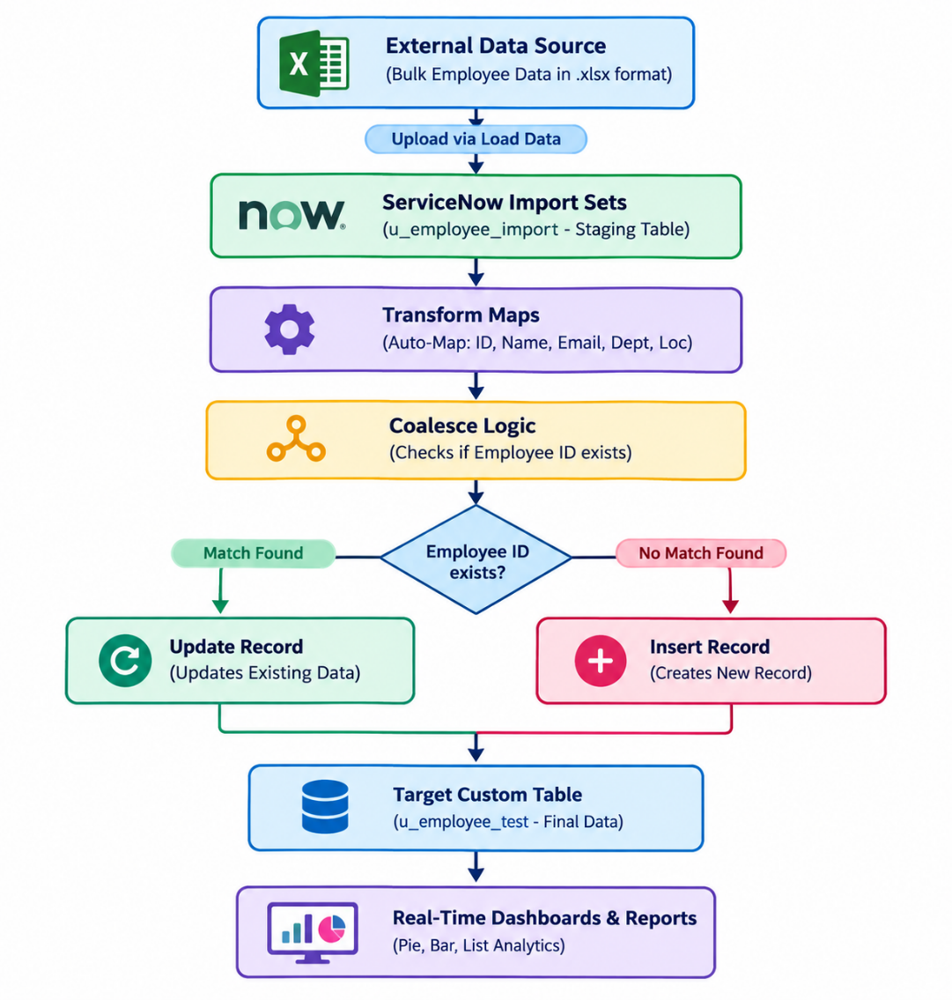 X
External Data Source
(Bulk Employee Data in .xlsx format)
Upload via Load Data
now®
ServiceNow Import Sets
(u_employee_import - Staging Table)
Transform Maps
(Auto-Map: ID, Name, Email, Dept, Loc)
Coalesce Logic
(Checks if Employee ID exists)
Employee ID
exists?
Match Found
No Match Found
Update Record
(Updates Existing Data)
Insert Record
(Creates New Record)
Target Custom Table
(u_employee_test - Final Data)
Real-Time Dashboards & Reports
(Pie, Bar, List Analytics)